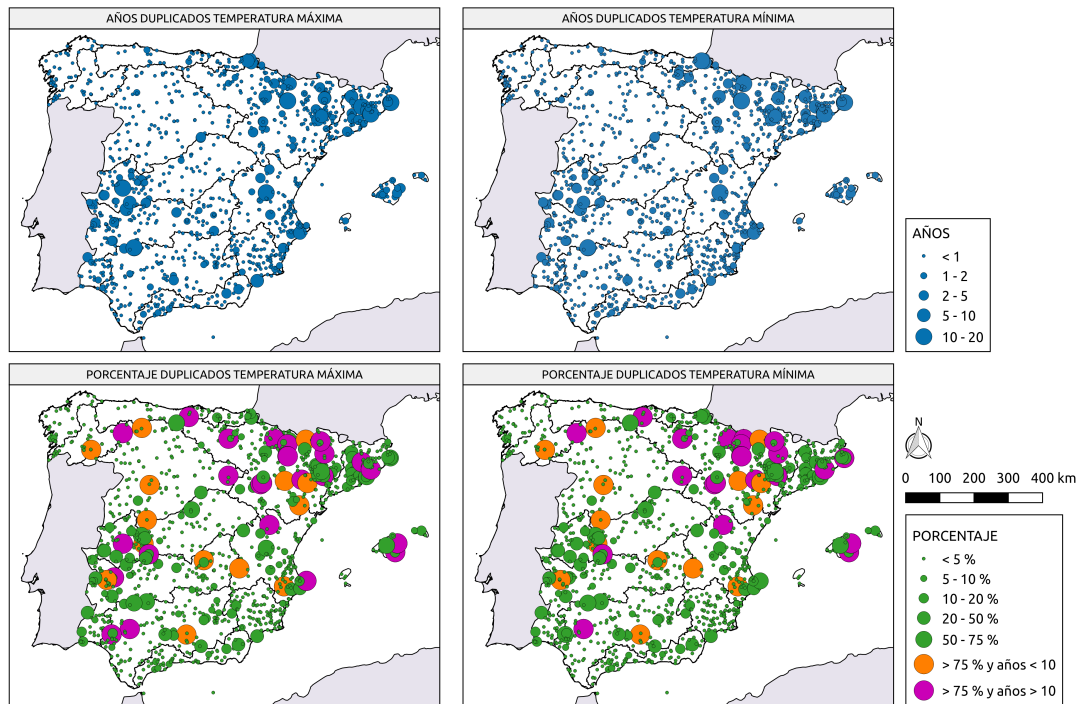 AÑOS DUPLICADOS TEMPERATURA MÁXIMA
AÑOS DUPLICADOS TEMPERATURA MÍNIMA
AÑOS
< 1
1 - 2
2 - 5
5 - 10
10 - 20
PORCENTAJE DUPLICADOS TEMPERATURA MÁXIMA
PORCENTAJE DUPLICADOS TEMPERATURA MÍNIMA
N
0 100 200 300 400 km
PORCENTAJE
< 5 %
5 - 10 %
10 - 20 %
20 - 50 %
50 - 75 %
> 75 % y años < 10
> 75 % y años > 10